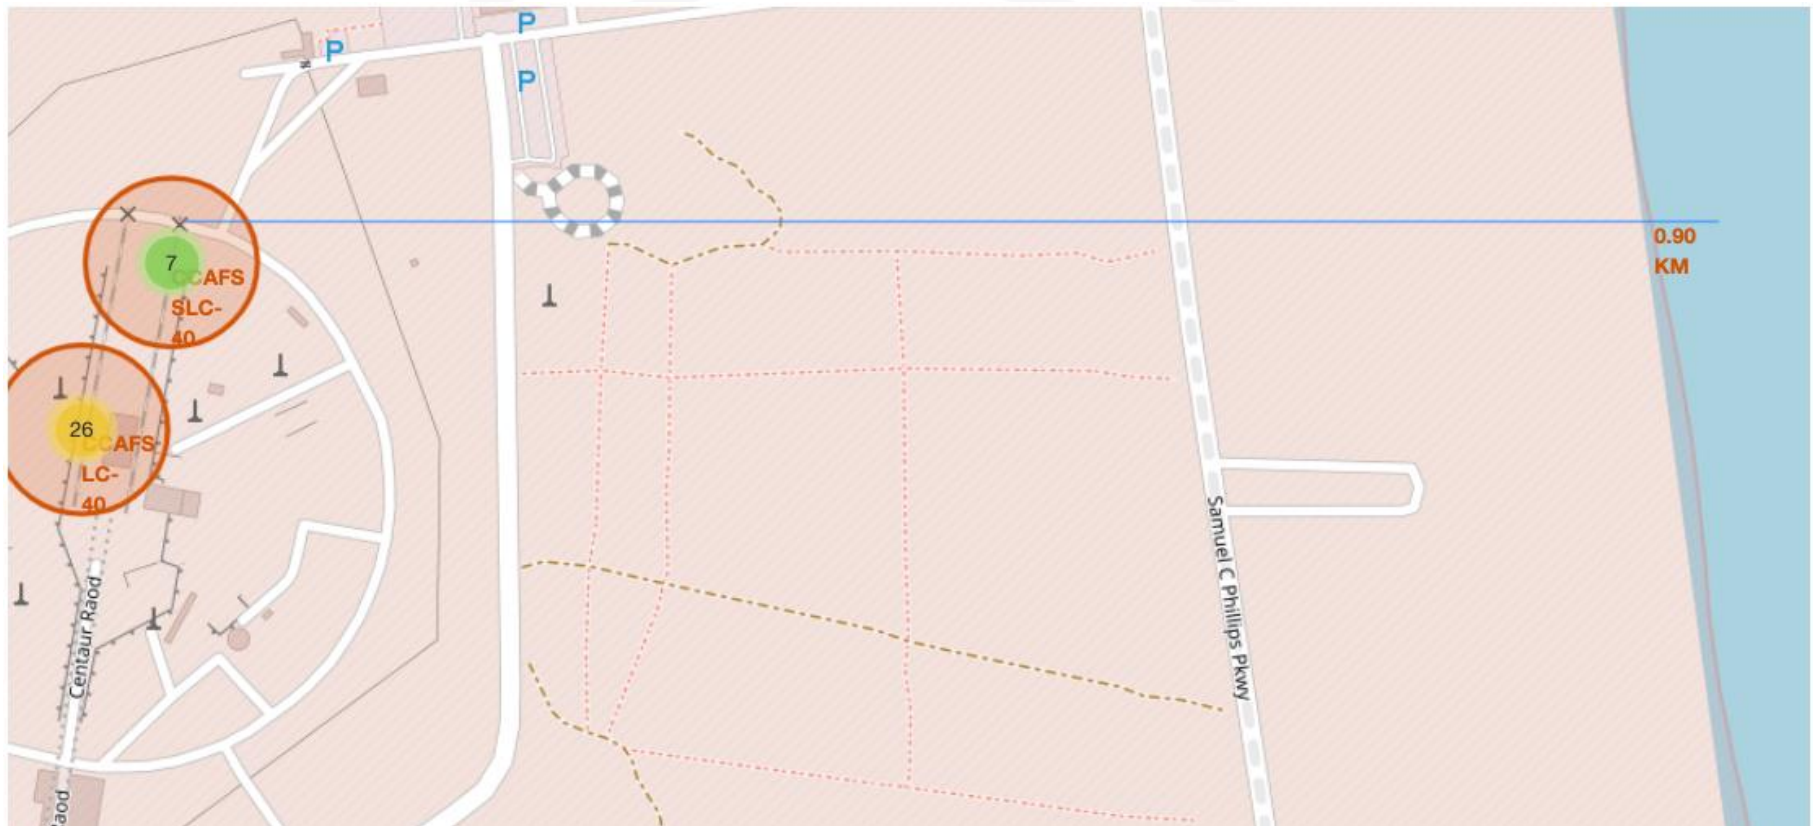 P
P
P
0.90
KM
7
CCAFS
SLC-
40
26
CCAFS
LC-
40
Samuel C Phillips Pkwy
Centaur Raod
Raod